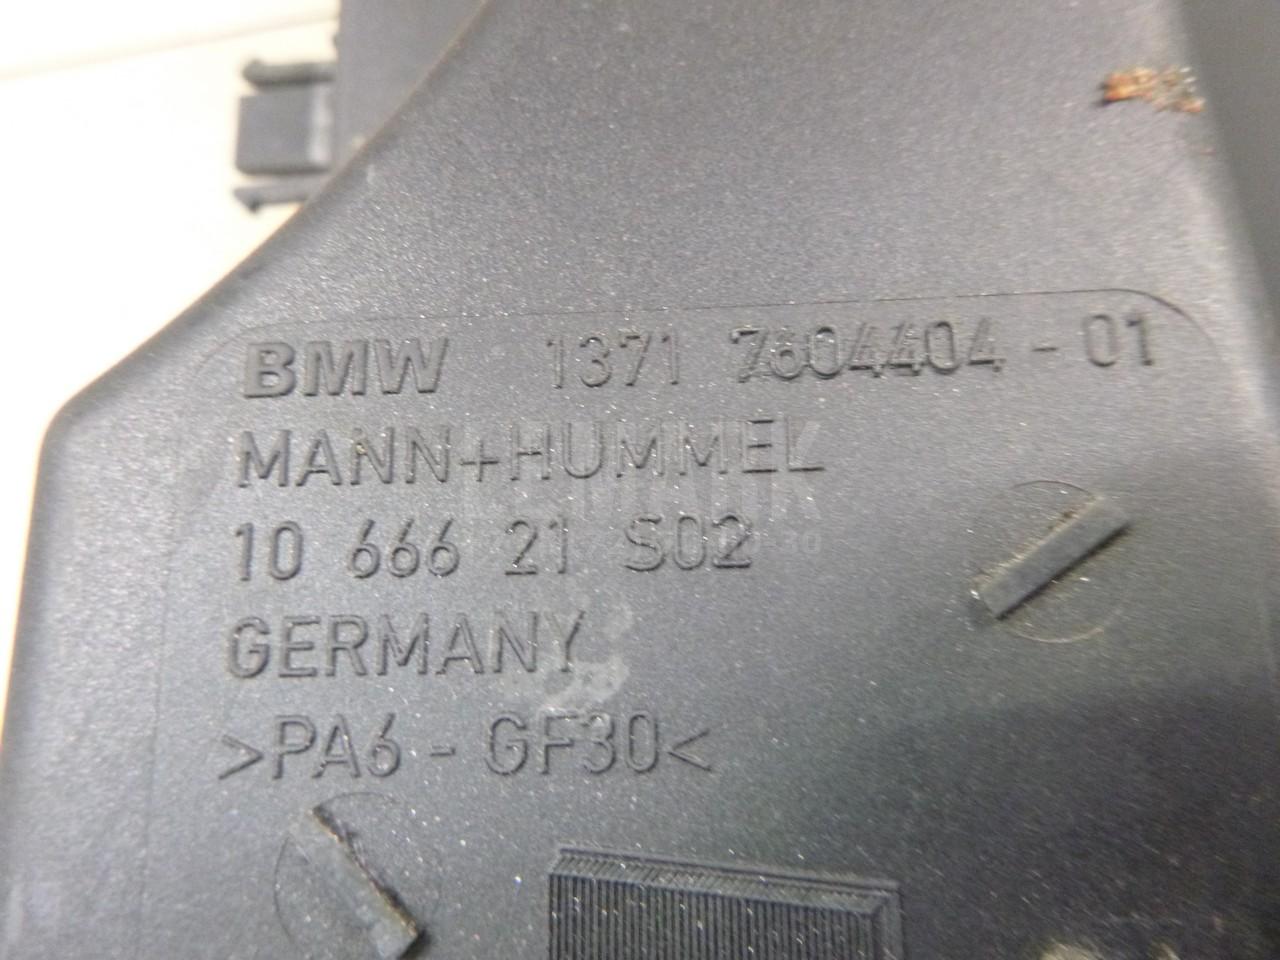 BMW 1371 7604404-01
MANN+HUMMEL
10 666 21 S02
GERMANY
>PA6-GF30<